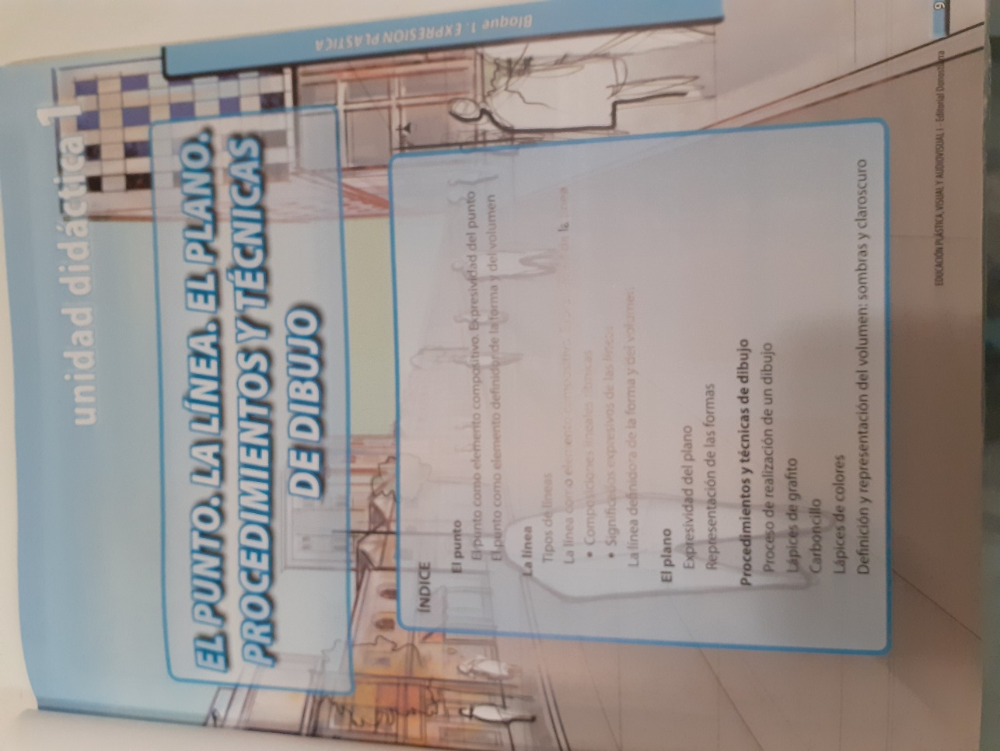 unidad didáctica 1
EL PUNTO. LA LÍNEA. EL PLANO.
PROCEDIMIENTOS Y TÉCNICAS
DE DIBUJO
Bloque 1. EXPRESIÓN PLÁSTICA
ÍNDICE
El punto
El punto como elemento compositivo. Expresividad del punto
El punto como elemento definidor de la forma y del volumen
La línea
Tipos de líneas
La línea como elemento compositivo. la línea
• Composiciones lineales rítmicas
• Significados expresivos de las líneas
La línea definidora de la forma y del volumen
El plano
Expresividad del plano
Representación de las formas
Procedimientos y técnicas de dibujo
Proceso de realización de un dibujo
Lápices de grafito
Carboncillo
Lápices de colores
Definición y representación del volumen: sombras y claroscuro
EDUCACIÓN PLÁSTICA, VISUAL Y AUDIOVISUAL I - Editorial Donostiarra
9